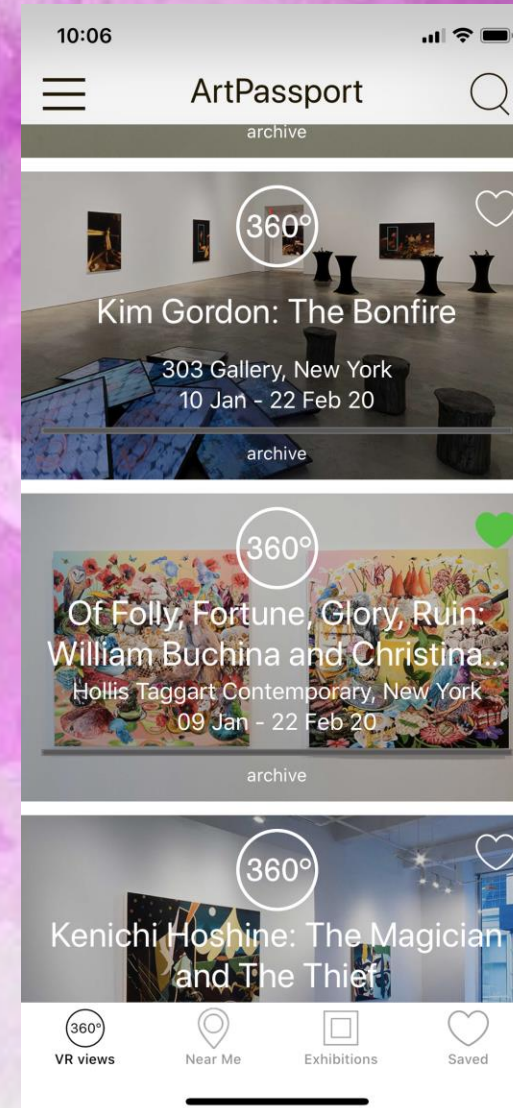 10:06
ArtPassport
archive
360°
Kim Gordon: The Bonfire
303 Gallery, New York
10 Jan - 22 Feb 20
archive
360°
Of Folly, Fortune, Glory, Ruin:
William Buchina and Christina...
Hollis Taggart Contemporary, New York
09 Jan - 22 Feb 20
archive
360°
Kenichi Hoshine: The Magician
and The Thief
360°
VR views
Near Me
Exhibitions
Saved